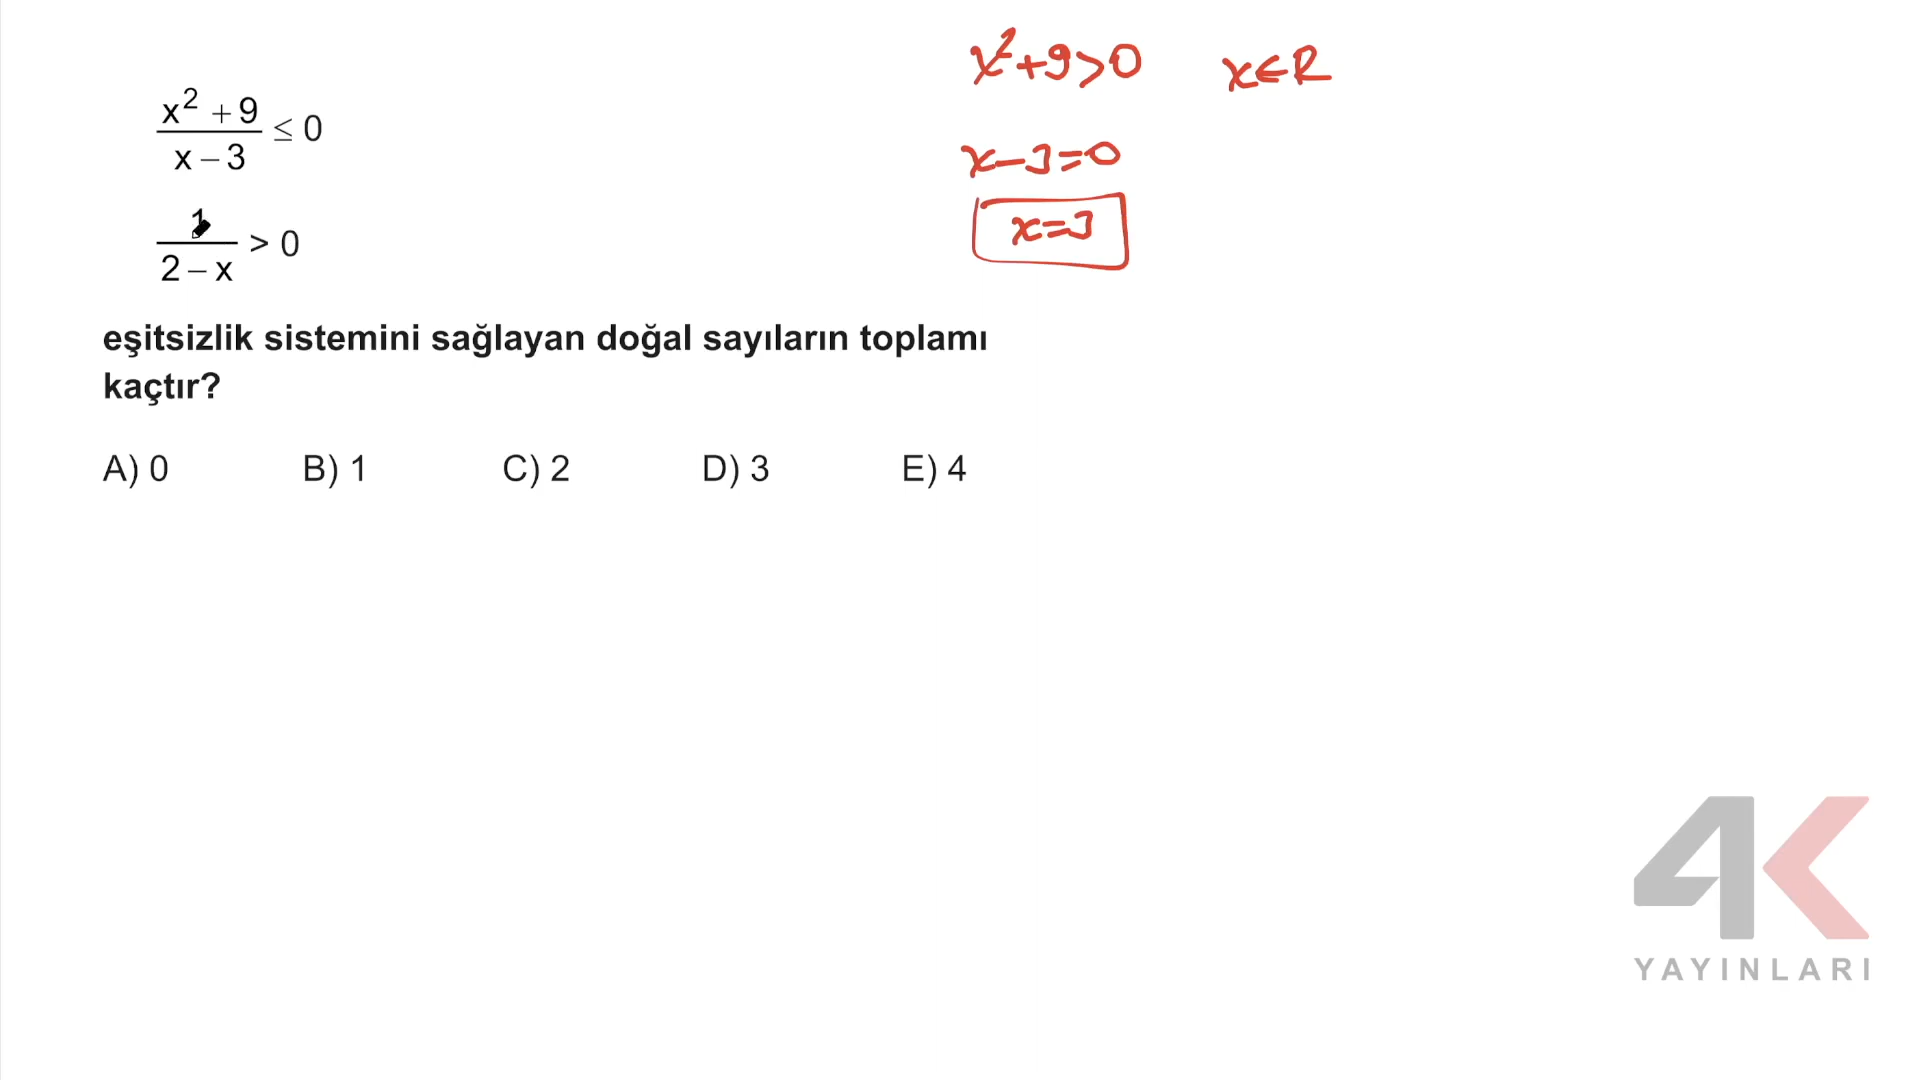 x² + 9 / x – 3 ≤ 0
1 / 2 – x > 0
eşitsizlik sistemini sağlayan doğal sayıların toplamı
kaçtır?
A) 0 B) 1 C) 2 D) 3 E) 4
x²+9>0 x∈R
x–3=0
x=3
4K
YAYINLARI